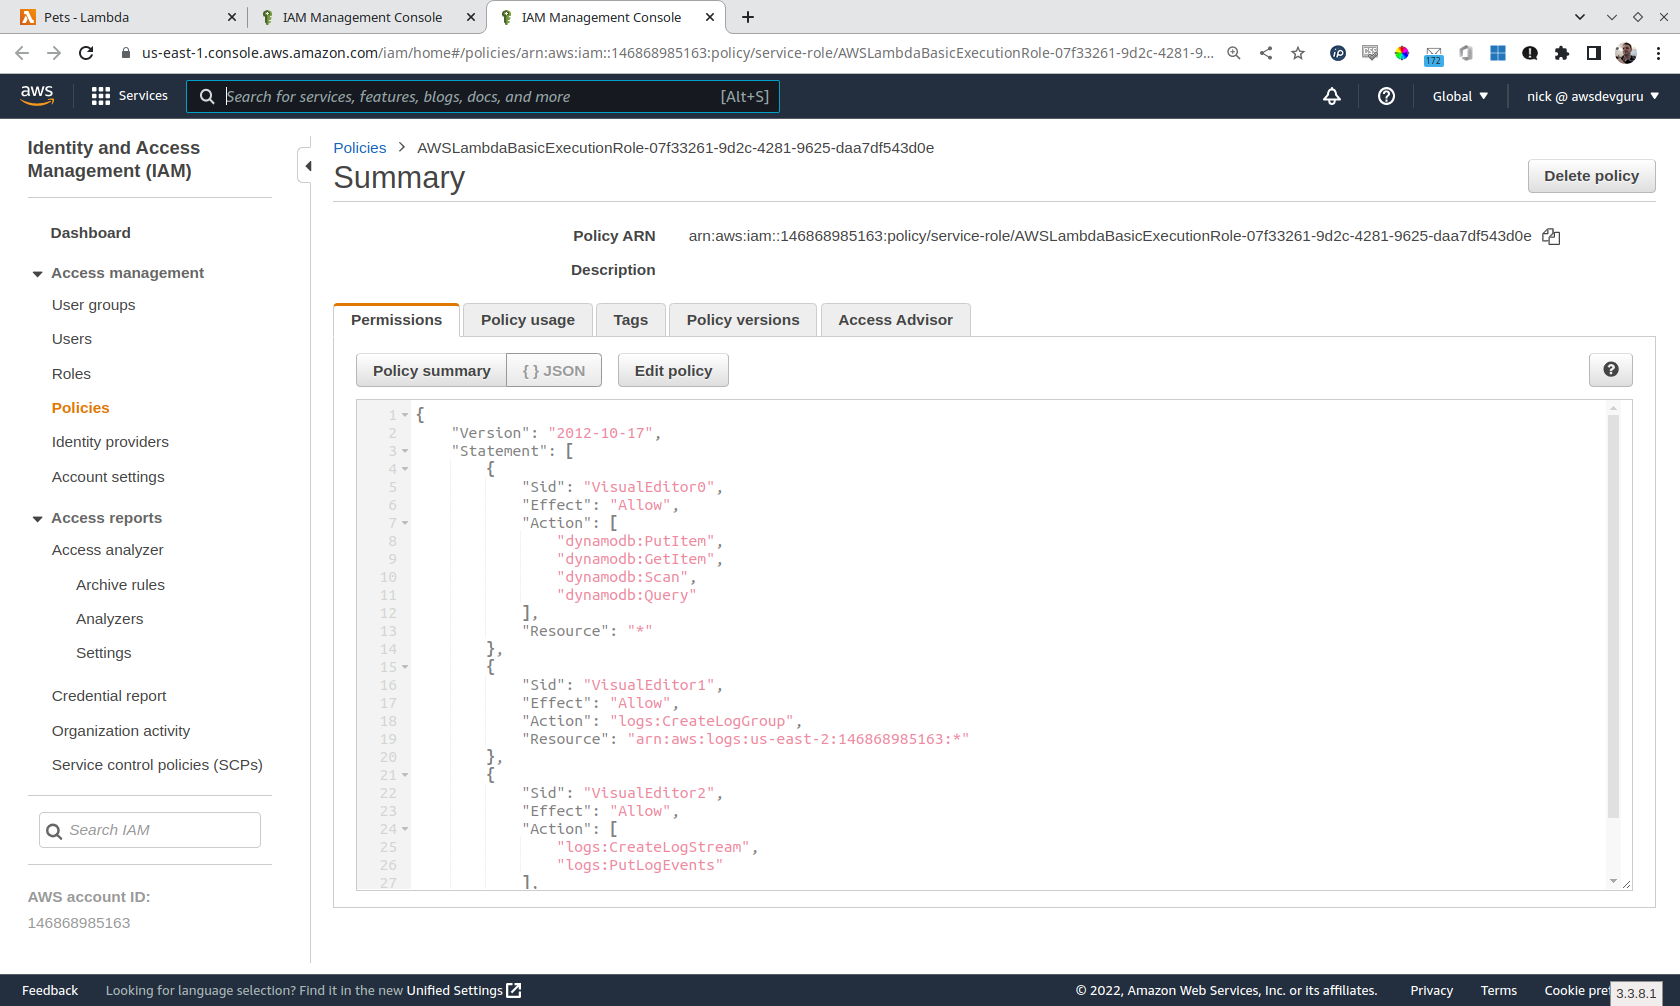 Pets - Lambda
IAM Management Console
IAM Management Console
us-east-1.console.aws.amazon.com/iam/home#/policies/arn:aws:iam::146868985163:policy/service-role/AWSLambdaBasicExecutionRole-07f33261-9d2c-4281-9...
172
aws
Services
Search for services, features, blogs, docs, and more
[Alt+S]
Global
nick @ awsdevguru
Identity and Access
Management (IAM)
Dashboard
Access management
User groups
Users
Roles
Policies
Identity providers
Account settings
Access reports
Access analyzer
Archive rules
Analyzers
Settings
Credential report
Organization activity
Service control policies (SCPs)
Search IAM
AWS account ID:
146868985163
Policies > AWSLambdaBasicExecutionRole-07f33261-9d2c-4281-9625-daa7df543d0e
Summary
Delete policy
Policy ARN arn:aws:iam::146868985163:policy/service-role/AWSLambdaBasicExecutionRole-07f33261-9d2c-4281-9625-daa7df543d0e
Description
Permissions
Policy usage
Tags
Policy versions
Access Advisor
Policy summary
{ } JSON
Edit policy
1 {
2 "Version": "2012-10-17",
3 "Statement": [
4 {
5 "Sid": "VisualEditor0",
6 "Effect": "Allow",
7 "Action": [
8 "dynamodb:PutItem",
9 "dynamodb:GetItem",
10 "dynamodb:Scan",
11 "dynamodb:Query"
12 ],
13 "Resource": "*"
14 },
15 {
16 "Sid": "VisualEditor1",
17 "Effect": "Allow",
18 "Action": "logs:CreateLogGroup",
19 "Resource": "arn:aws:logs:us-east-2:146868985163:*"
20 },
21 {
22 "Sid": "VisualEditor2",
23 "Effect": "Allow",
24 "Action": [
25 "logs:CreateLogStream",
26 "logs:PutLogEvents"
27 ],
Feedback
Looking for language selection? Find it in the new Unified Settings
© 2022, Amazon Web Services, Inc. or its affiliates.
Privacy
Terms
Cookie pref
3.3.8.1